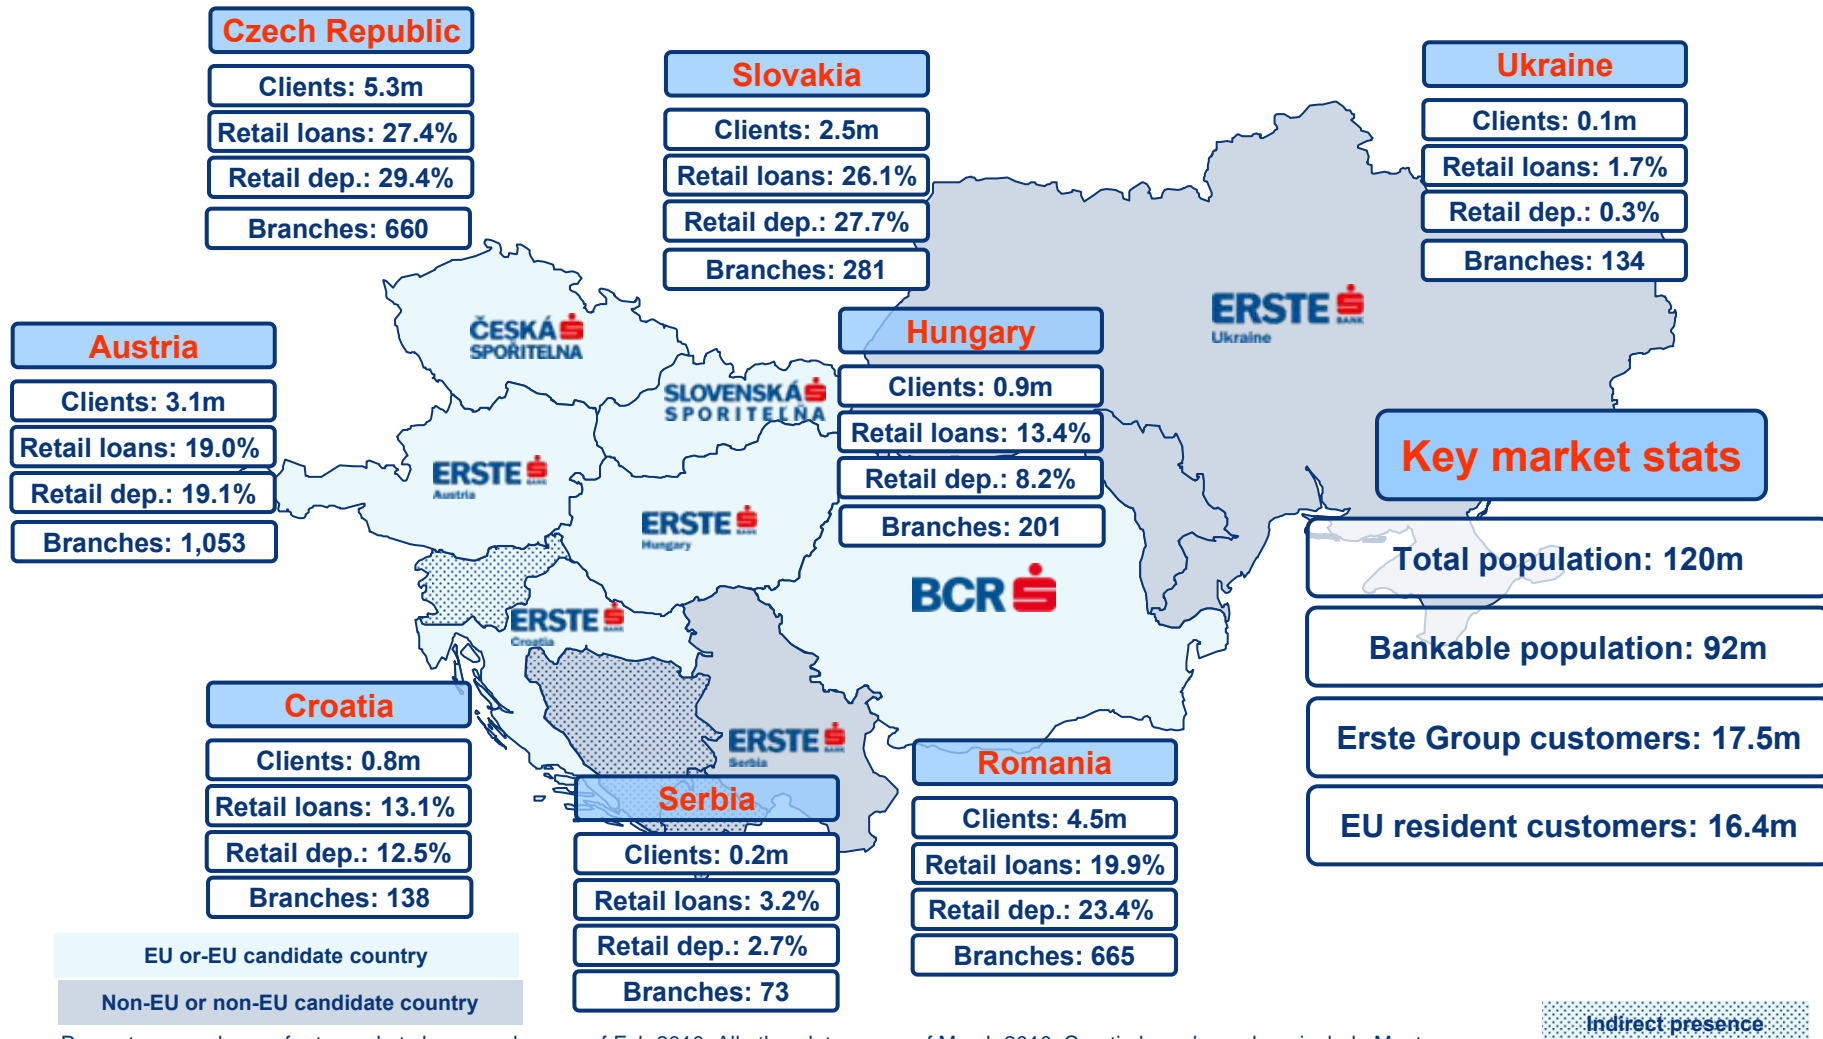 Czech Republic
Clients: 5.3m
Retail loans: 27.4%
Retail dep.: 29.4%
Branches: 660
Slovakia
Clients: 2.5m
Retail loans: 26.1%
Retail dep.: 27.7%
Branches: 281
Ukraine
Clients: 0.1m
Retail loans: 1.7%
Retail dep.: 0.3%
Branches: 134
ERSTE
BANK
Ukraine
ČESKÁ
SPOŘITELNA
Austria
Clients: 3.1m
Retail loans: 19.0%
Retail dep.: 19.1%
Branches: 1,053
SLOVENSKÁ
SPORITEĽŇA
Hungary
Clients: 0.9m
Retail loans: 13.4%
Retail dep.: 8.2%
Branches: 201
ERSTE
BANK
Austria
ERSTE
BANK
Hungary
BCR
ERSTE
BANK
Croatia
ERSTE
BANK
Serbia
Key market stats
Total population: 120m
Bankable population: 92m
Erste Group customers: 17.5m
EU resident customers: 16.4m
Croatia
Clients: 0.8m
Retail loans: 13.1%
Retail dep.: 12.5%
Branches: 138
Serbia
Clients: 0.2m
Retail loans: 3.2%
Retail dep.: 2.7%
Branches: 73
Romania
Clients: 4.5m
Retail loans: 19.9%
Retail dep.: 23.4%
Branches: 665
EU or-EU candidate country
Non-EU or non-EU candidate country
Indirect presence